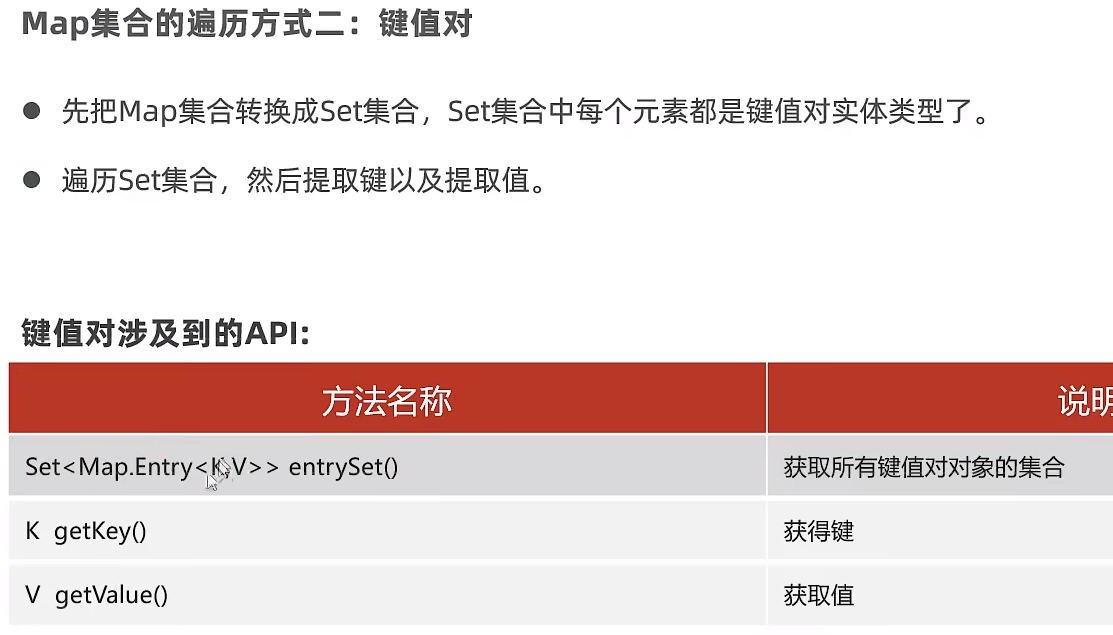 Map集合的遍历方式二：键值对
● 先把Map集合转换成Set集合，Set集合中每个元素都是键值对实体类型了。
● 遍历Set集合，然后提取键以及提取值。
键值对涉及到的API:
方法名称 说明
Set<Map.Entry<K,V>> entrySet() 获取所有键值对对象的集合
K getKey() 获得键
V getValue() 获取值